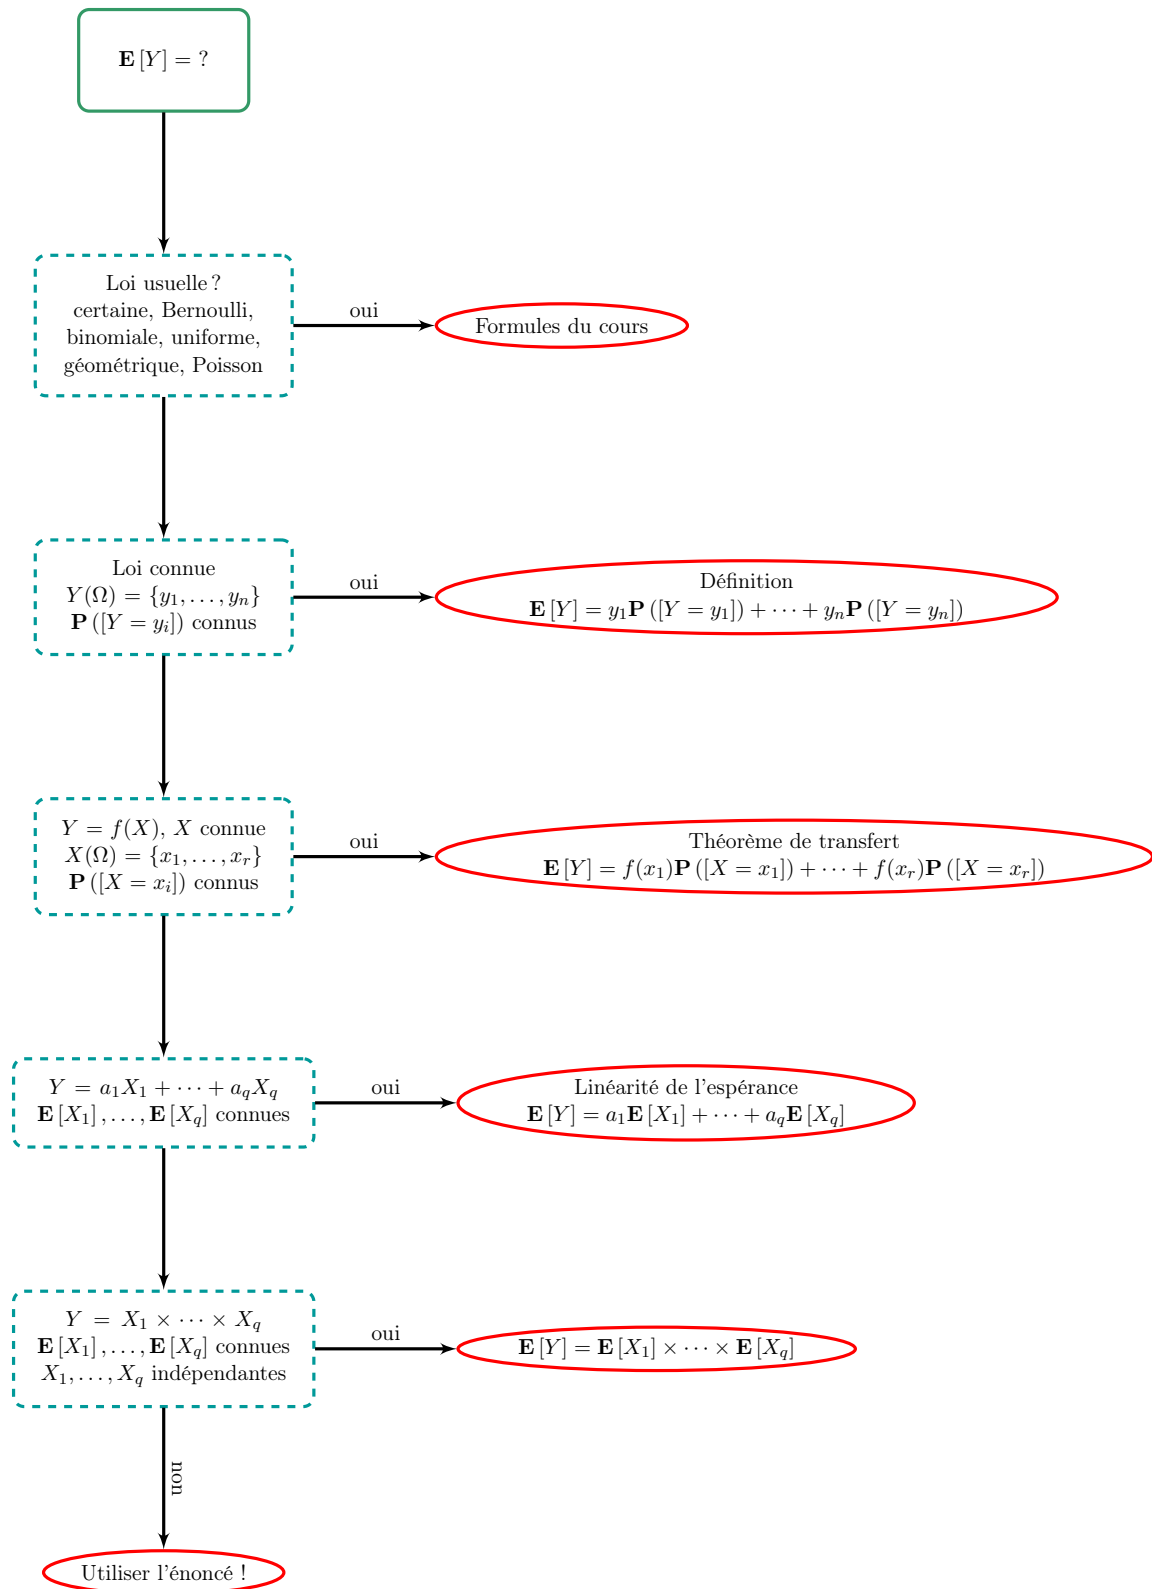 E [Y] = ?
Loi usuelle ?
certaine, Bernoulli,
binomiale, uniforme,
géométrique, Poisson
oui
Formules du cours
Loi connue
Y(Ω) = {y₁, . . . , yₙ}
P ([Y = yᵢ]) connus
oui
Définition
E [Y] = y₁P ([Y = y₁]) + · · · + yₙP ([Y = yₙ])
Y = f(X), X connue
X(Ω) = {x₁, . . . , xᵣ}
P ([X = xᵢ]) connus
oui
Théorème de transfert
E [Y] = f(x₁)P ([X = x₁]) + · · · + f(xᵣ)P ([X = xᵣ])
Y = a₁X₁ + · · · + a_qX_q
E [X₁] , . . . , E [X_q] connues
oui
Linéarité de l'espérance
E [Y] = a₁E [X₁] + · · · + a_qE [X_q]
Y = X₁ × · · · × X_q
E [X₁] , . . . , E [X_q] connues
X₁, . . . , X_q indépendantes
oui
E [Y] = E [X₁] × · · · × E [X_q]
non
Utiliser l'énoncé !